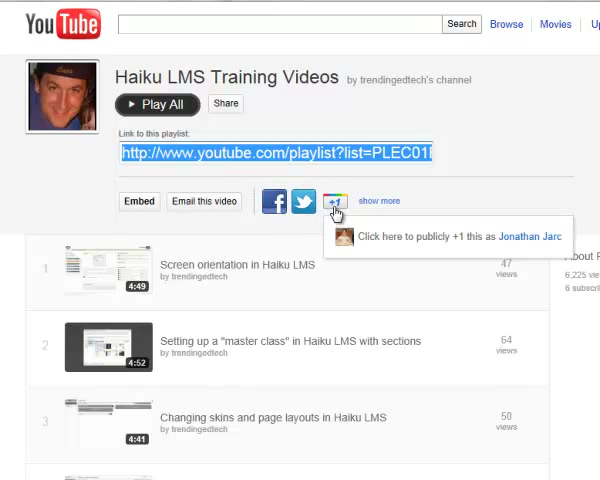 YouTube
Search
Browse
Movies
Haiku LMS Training Videos by trendingedtech's channel
Play All
Share
Link to this playlist:
http://www.youtube.com/playlist?list=PLEC01
Embed
Email this video
+1
show more
Click here to publicly +1 this as Jonathan Jarc
1
4:49
Screen orientation in Haiku LMS
by trendingedtech
47
views
About
6,225
6
2
4:52
Setting up a "master class" in Haiku LMS with sections
by trendingedtech
64
views
3
4:41
Changing skins and page layouts in Haiku LMS
by trendingedtech
50
views